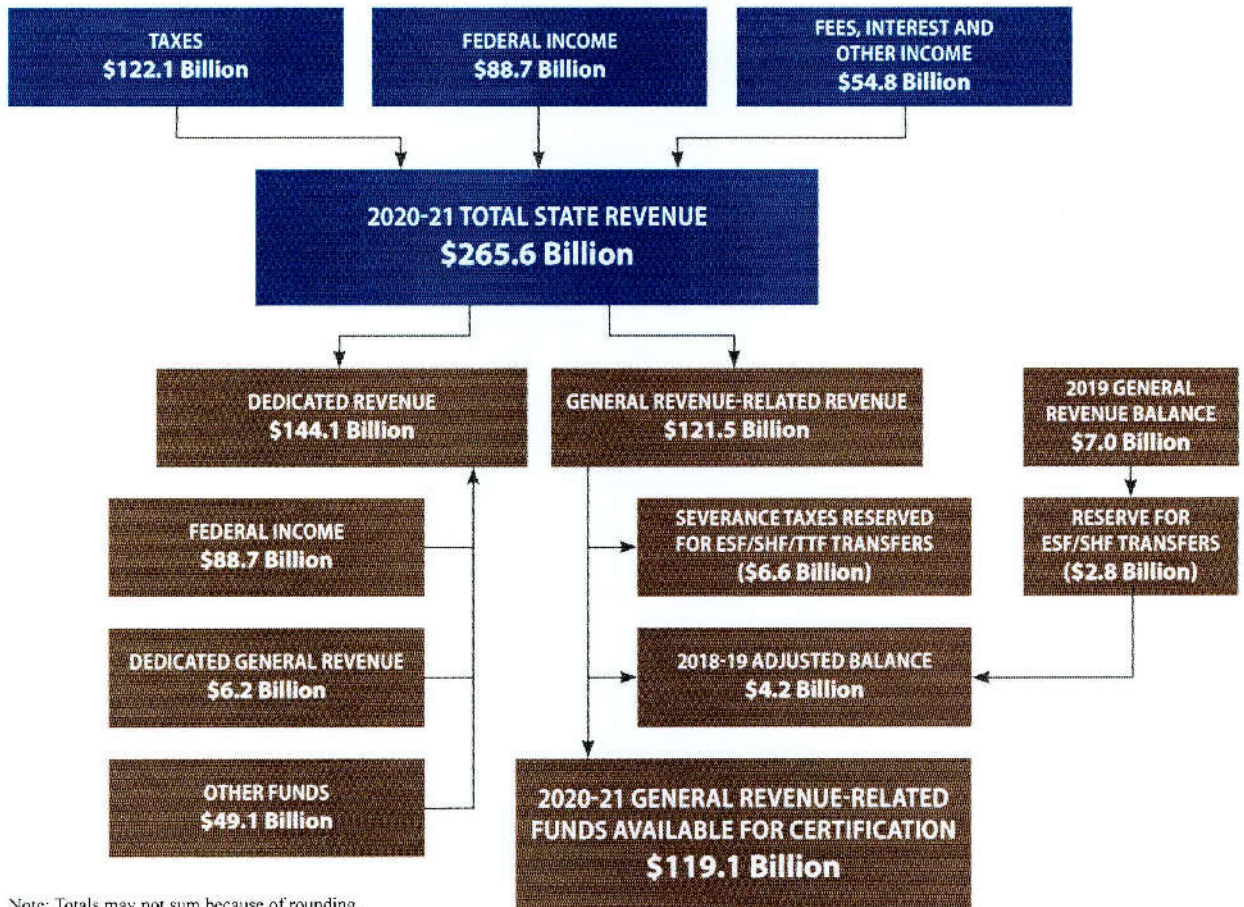 TAXES
$122.1 Billion
FEDERAL INCOME
$88.7 Billion
FEES, INTEREST AND
OTHER INCOME
$54.8 Billion
2020-21 TOTAL STATE REVENUE
$265.6 Billion
DEDICATED REVENUE
$144.1 Billion
GENERAL REVENUE-RELATED REVENUE
$121.5 Billion
2019 GENERAL
REVENUE BALANCE
$7.0 Billion
FEDERAL INCOME
$88.7 Billion
SEVERANCE TAXES RESERVED
FOR ESF/SHF/TTF TRANSFERS
($6.6 Billion)
RESERVE FOR
ESF/SHF TRANSFERS
($2.8 Billion)
DEDICATED GENERAL REVENUE
$6.2 Billion
2018-19 ADJUSTED BALANCE
$4.2 Billion
OTHER FUNDS
$49.1 Billion
2020-21 GENERAL REVENUE-RELATED
FUNDS AVAILABLE FOR CERTIFICATION
$119.1 Billion
Note: Totals may not sum because of rounding.